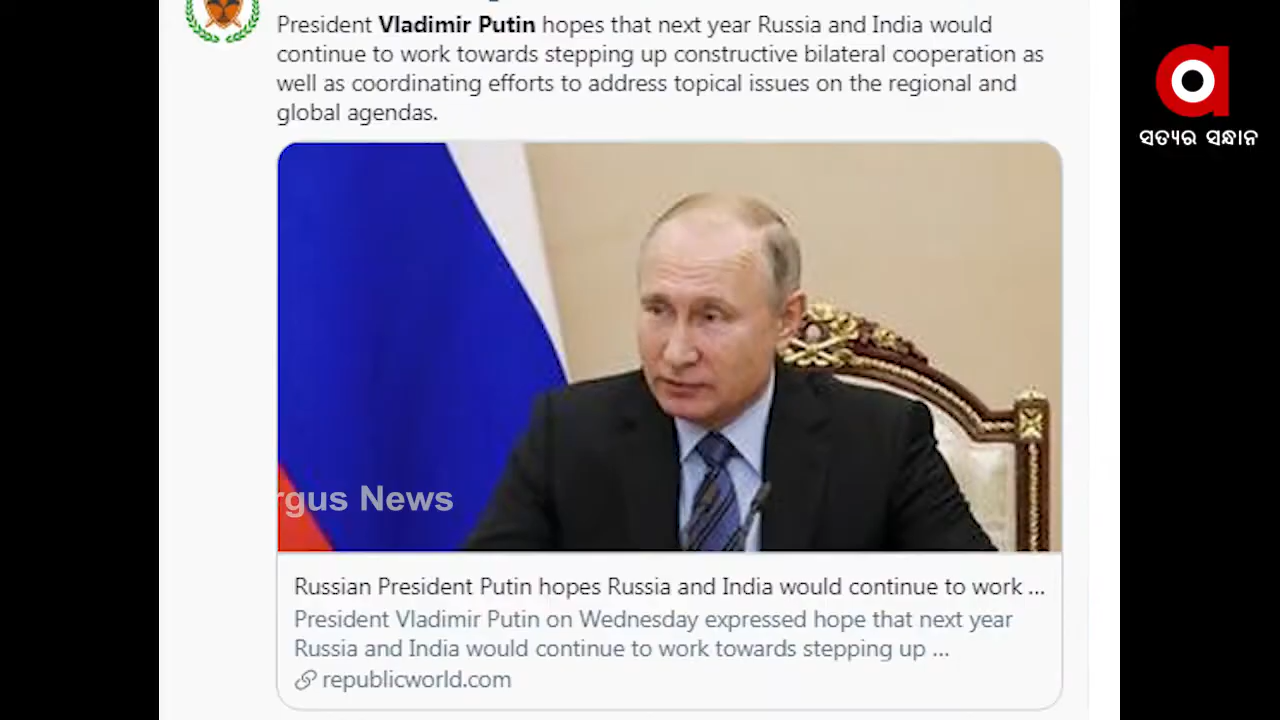 President Vladimir Putin hopes that next year Russia and India would
continue to work towards stepping up constructive bilateral cooperation as
well as coordinating efforts to address topical issues on the regional and
global agendas.
ସତ୍ୟର ସନ୍ଧାନ
rgus News
Russian President Putin hopes Russia and India would continue to work ...
President Vladimir Putin on Wednesday expressed hope that next year
Russia and India would continue to work towards stepping up ...
republicworld.com